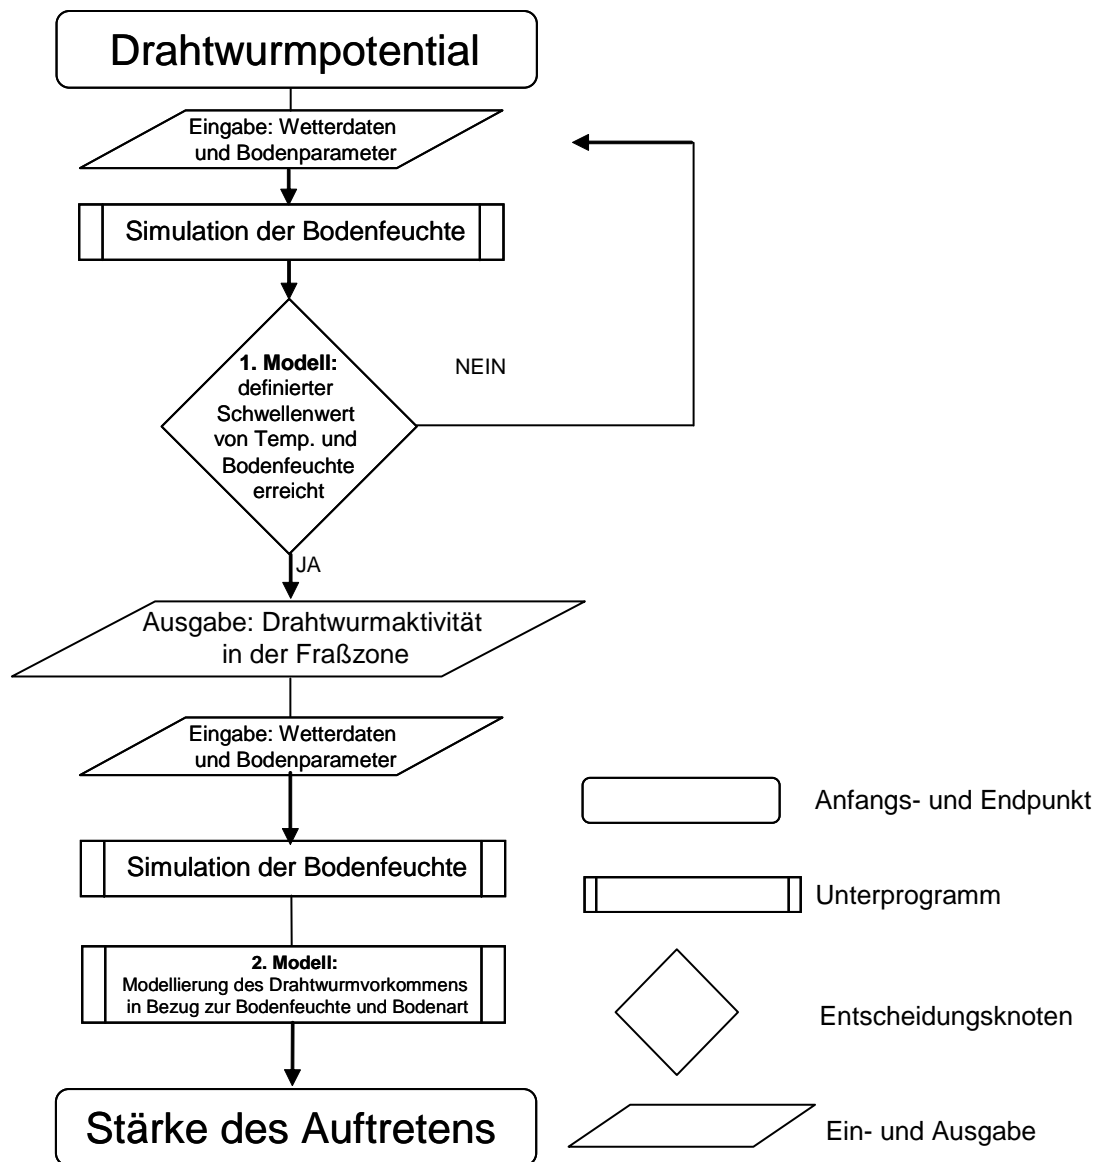 Drahtwurmpotential
Eingabe: Wetterdaten
und Bodenparameter
Simulation der Bodenfeuchte
1. Modell:
definierter
Schwellenwert
von Temp. und
Bodenfeuchte
erreicht
NEIN
JA
Ausgabe: Drahtwurmaktivität
in der Fraßzone
Eingabe: Wetterdaten
und Bodenparameter
Simulation der Bodenfeuchte
2. Modell:
Modellierung des Drahtwurmvorkommens
in Bezug zur Bodenfeuchte und Bodenart
Stärke des Auftretens
Anfangs- und Endpunkt
Unterprogramm
Entscheidungsknoten
Ein- und Ausgabe